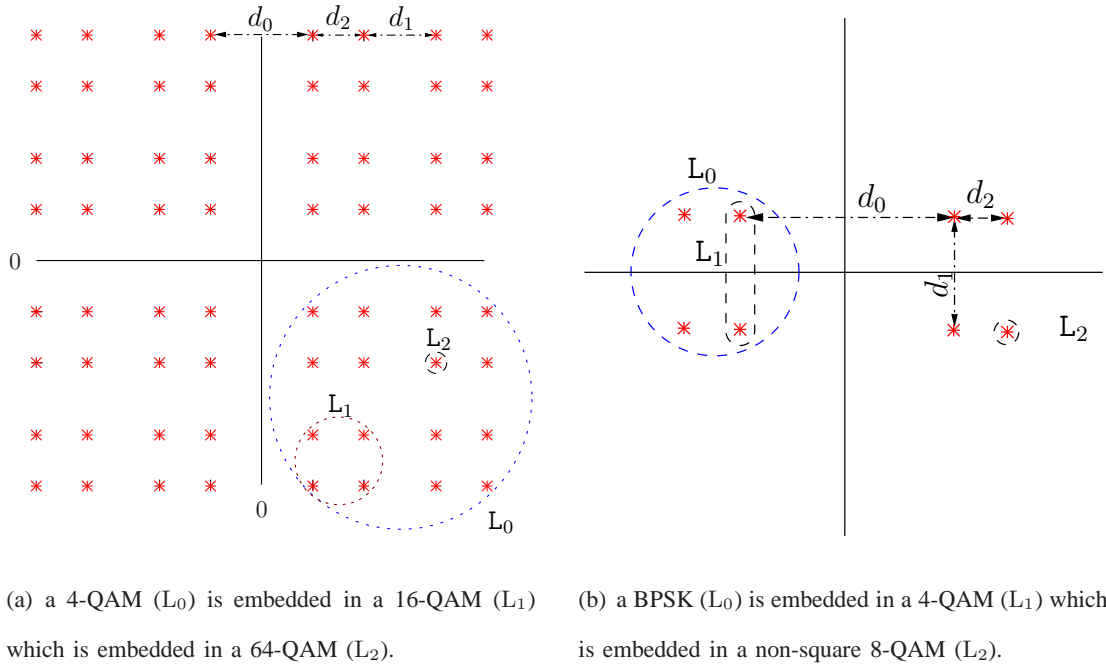 d₀ d₂ d₁
0
L₂
L₁
0
L₀
L₀
d₀ d₂
L₁
d₁
L₂
(a) a 4-QAM (L₀) is embedded in a 16-QAM (L₁)
which is embedded in a 64-QAM (L₂).
(b) a BPSK (L₀) is embedded in a 4-QAM (L₁) which
is embedded in a non-square 8-QAM (L₂).